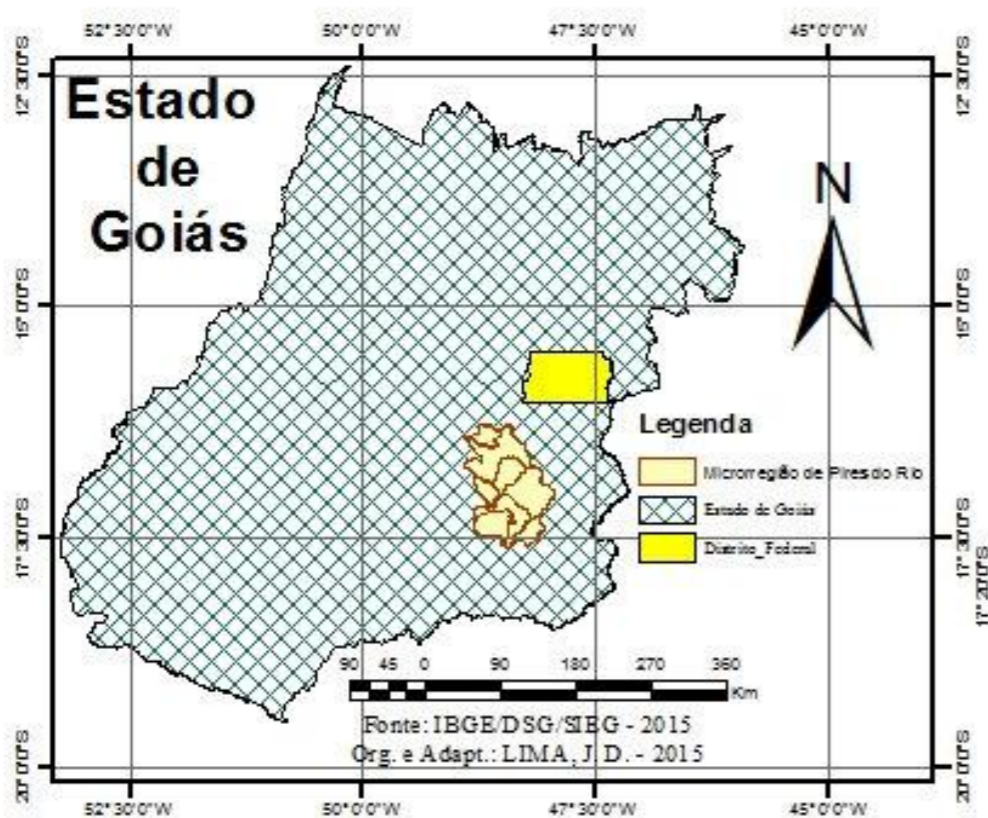 52°30'0"W 50°0'0"W 47°30'0"W 45°0'0"W
12°30'0"S
12°30'0"S
Estado
de
Goiás
N
15°0'0"S
15°0'0"S
Legenda
Microrregião de Pires do Rio
Estado de Goiás
Distrito_Federal
17°30'0"S
17°30'0"S
17°20'0"S
90 45 0 90 180 270 360
Km
Fonte: IBGE/DSG/SIEG - 2015
Org. e Adapt.: LIMA, J. D. - 2015
20°0'0"S
20°0'0"S
52°30'0"W 50°0'0"W 47°30'0"W 45°0'0"W